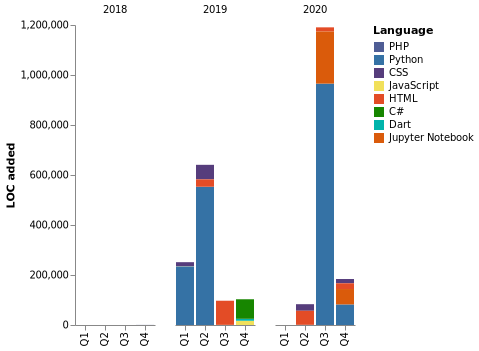 2018 2019 2020
Language
PHP
Python
CSS
JavaScript
HTML
C#
Dart
Jupyter Notebook
LOC added
1,200,000
1,000,000
800,000
600,000
400,000
200,000
0
Q1 Q2 Q3 Q4 Q1 Q2 Q3 Q4 Q1 Q2 Q3 Q4